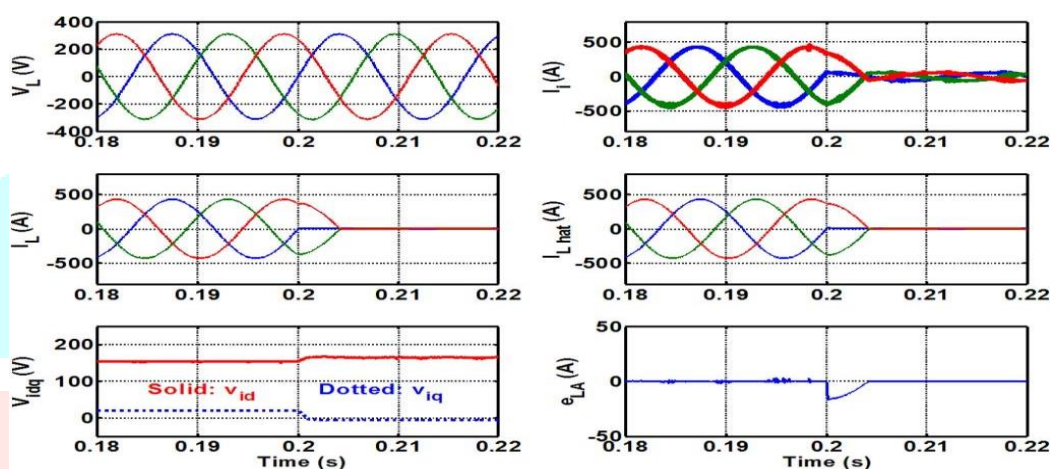 V_L (V)
400
200
0
-200
-400
0.18 0.19 0.2 0.21 0.22
I_i (A)
500
0
-500
0.18 0.19 0.2 0.21 0.22
I_L (A)
500
0
-500
0.18 0.19 0.2 0.21 0.22
I_L hat (A)
500
0
-500
0.18 0.19 0.2 0.21 0.22
V_idq (V)
200
100
0
Solid: v_id Dotted: v_iq
0.18 0.19 0.2 0.21 0.22
Time (s)
e_LA (A)
50
0
-50
0.18 0.19 0.2 0.21 0.22
Time (s)